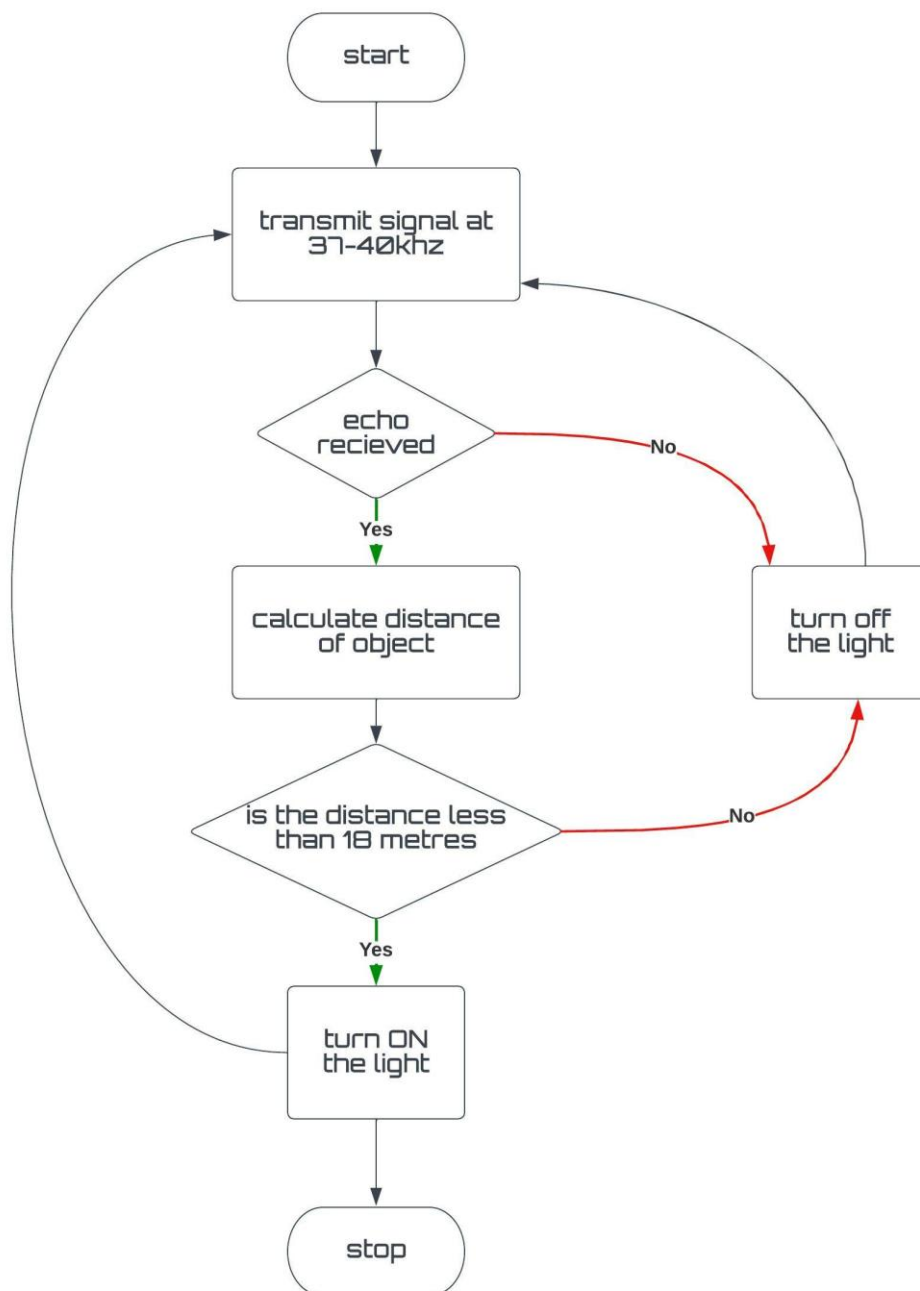 start
transmit signal at
37-40khz
echo
recieved
No
Yes
calculate distance
of object
turn off
the light
is the distance less
than 18 metres
No
Yes
turn ON
the light
stop